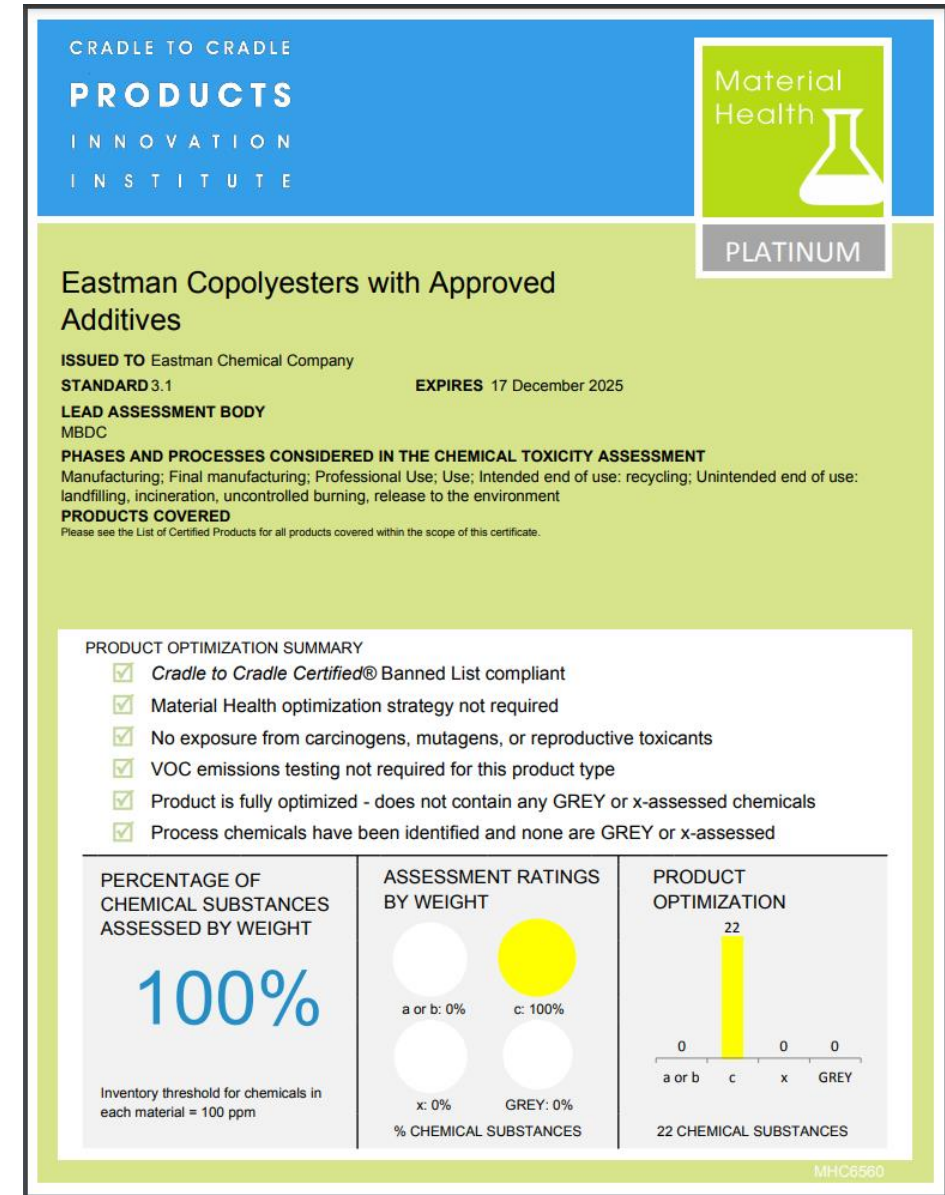 CRADLE TO CRADLE
PRODUCTS
INNOVATION
INSTITUTE
Material
Health
PLATINUM
Eastman Copolyesters with Approved
Additives
ISSUED TO Eastman Chemical Company
STANDARD 3.1 EXPIRES 17 December 2025
LEAD ASSESSMENT BODY
MBDC
PHASES AND PROCESSES CONSIDERED IN THE CHEMICAL TOXICITY ASSESSMENT
Manufacturing; Final manufacturing; Professional Use; Use; Intended end of use: recycling; Unintended end of use:
landfilling, incineration, uncontrolled burning, release to the environment
PRODUCTS COVERED
Please see the List of Certified Products for all products covered within the scope of this certificate.
PRODUCT OPTIMIZATION SUMMARY
Cradle to Cradle Certified® Banned List compliant
Material Health optimization strategy not required
No exposure from carcinogens, mutagens, or reproductive toxicants
VOC emissions testing not required for this product type
Product is fully optimized - does not contain any GREY or x-assessed chemicals
Process chemicals have been identified and none are GREY or x-assessed
PERCENTAGE OF
CHEMICAL SUBSTANCES
ASSESSED BY WEIGHT
100%
Inventory threshold for chemicals in
each material = 100 ppm
ASSESSMENT RATINGS
BY WEIGHT
a or b: 0% c: 100%
x: 0% GREY: 0%
% CHEMICAL SUBSTANCES
PRODUCT
OPTIMIZATION
22
0 0 0
a or b c x GREY
22 CHEMICAL SUBSTANCES
MHC6560